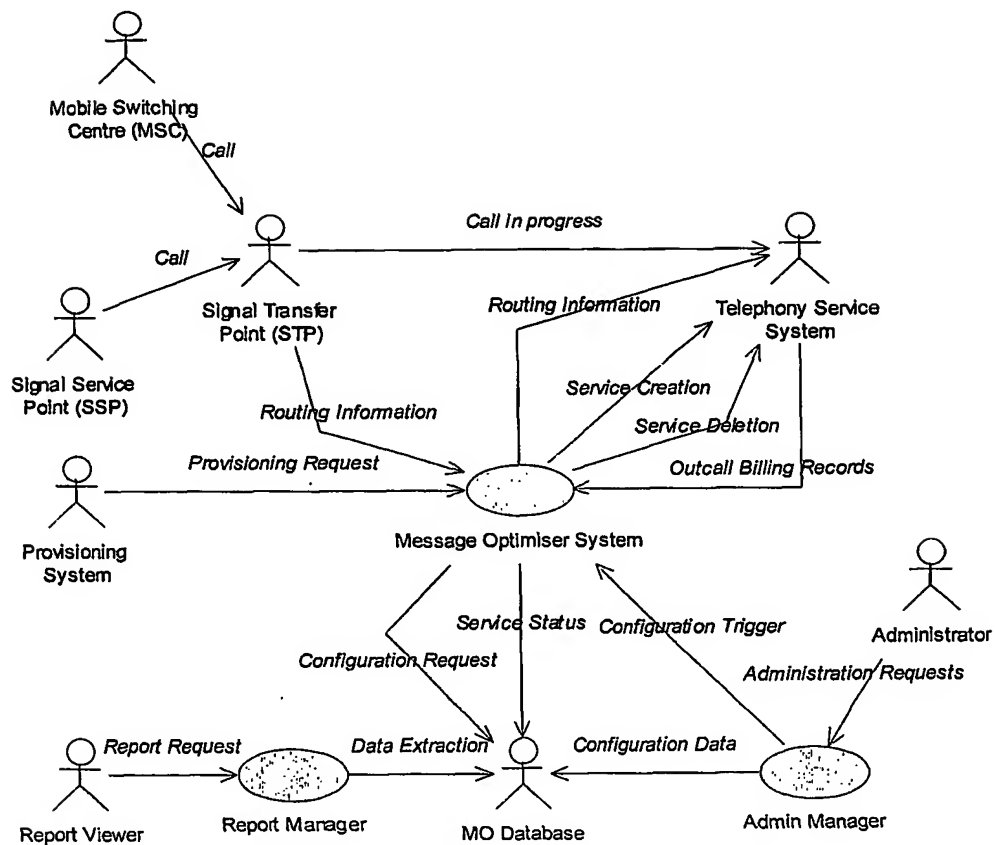 Mobile Switching
Centre (MSC)
Call
Call in progress
Call
Routing Information
Signal Transfer
Point (STP)
Telephony Service
System
Signal Service
Point (SSP)
Service Creation
Routing Information
Service Deletion
Provisioning Request
Outcall Billing Records
Message Optimiser System
Provisioning
System
Service Status
Configuration Trigger
Administrator
Configuration Request
Administration Requests
Report Request
Data Extraction
Configuration Data
Report Viewer
Report Manager
MO Database
Admin Manager